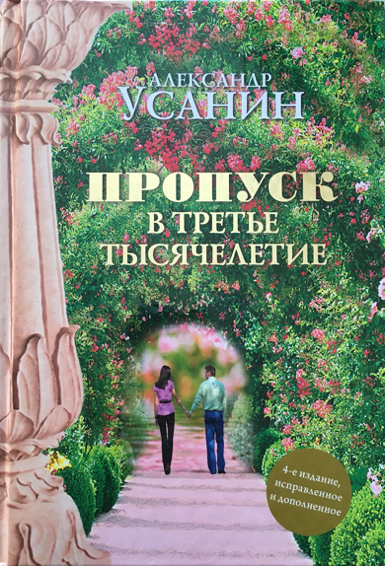 АЛЕКСАНДР
УСАНИН
ПРОПУСК
В ТРЕТЬЕ
ТЫСЯЧЕЛЕТИЕ
4-е издание,
исправленное
и дополненное